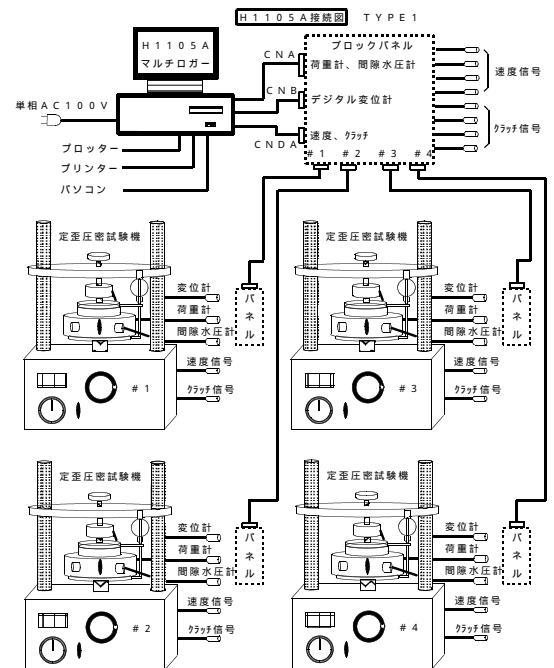 H1105A接続図 TYPE1
H1105A
マルチロガー
単相AC100V
プロッター
プリンター
パソコン
CNA
CNB
CNDA
ブロックパネル
荷重計、間隙水圧計
デジタル変位計
速度、クラッチ
#1 #2 #3 #4
速度信号
クラッチ信号
定歪圧密試験機
変位計
荷重計
間隙水圧計
パネル
速度信号
クラッチ信号
#1
定歪圧密試験機
変位計
荷重計
間隙水圧計
パネル
速度信号
クラッチ信号
#3
定歪圧密試験機
変位計
荷重計
間隙水圧計
パネル
速度信号
クラッチ信号
#2
定歪圧密試験機
変位計
荷重計
間隙水圧計
パネル
速度信号
クラッチ信号
#4